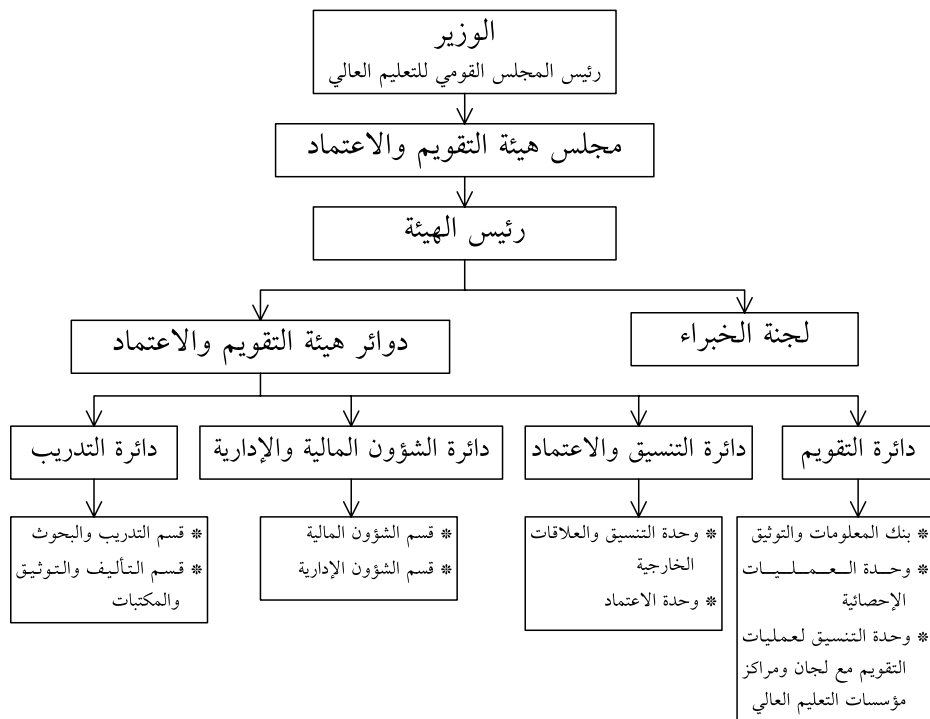 الوزير
رئيس المجلس القومي للتعليم العالي
مجلس هيئة التقويم والاعتماد
رئيس الهيئة
لجنة الخبراء
دوائر هيئة التقويم والاعتماد
دائرة التقويم
دائرة التنسيق والاعتماد
دائرة الشؤون المالية والإدارية
دائرة التدريب
* بنك المعلومات والتوثيق
* وحدة العمليات
الإحصائية
* وحدة التنسيق لعمليات
التقويم مع لجان ومراكز
مؤسسات التعليم العالي
* وحدة التنسيق والعلاقات
الخارجية
* وحدة الاعتماد
* قسم الشؤون المالية
* قسم الشؤون الإدارية
* قسم التدريب والبحوث
* قسم التأليف والتوثيق
والمكتبات